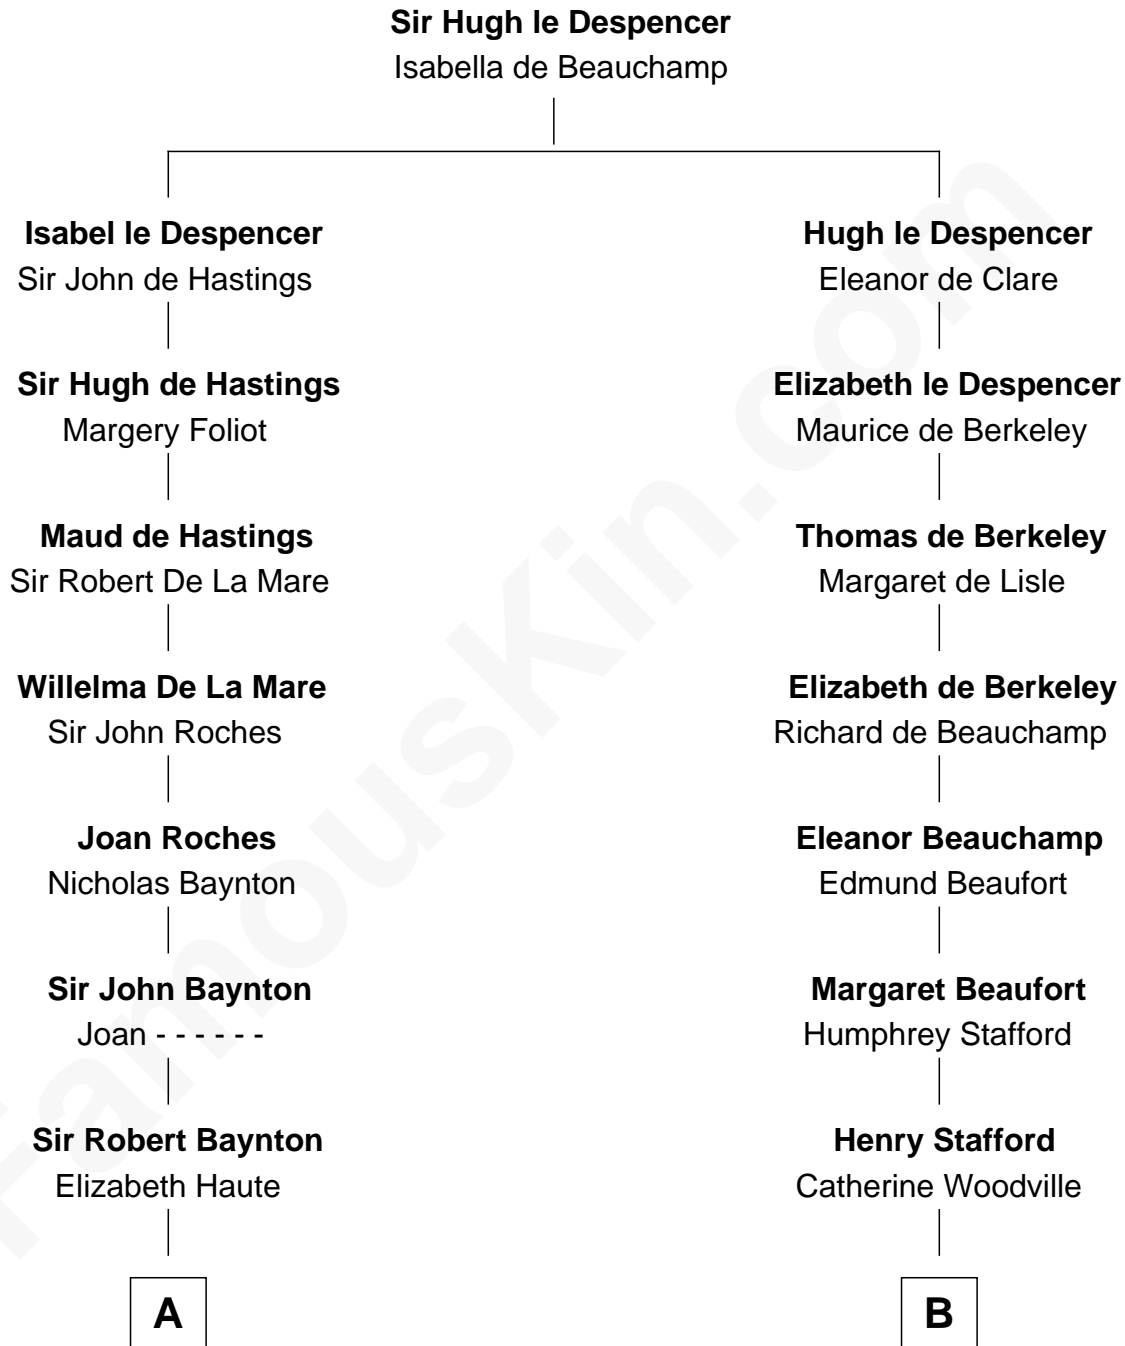 Sir Hugh le Despencer
Isabella de Beauchamp
Isabel le Despencer
Sir John de Hastings
Hugh le Despencer
Eleanor de Clare
Sir Hugh de Hastings
Margery Foliot
Elizabeth le Despencer
Maurice de Berkeley
Maud de Hastings
Sir Robert De La Mare
Thomas de Berkeley
Margaret de Lisle
Willelma De La Mare
Sir John Roches
Elizabeth de Berkeley
Richard de Beauchamp
Joan Roches
Nicholas Baynton
Eleanor Beauchamp
Edmund Beaufort
Sir John Baynton
Joan - - - - - -
Margaret Beaufort
Humphrey Stafford
Sir Robert Baynton
Elizabeth Haute
Henry Stafford
Catherine Woodville
A
B
FamousKin.com